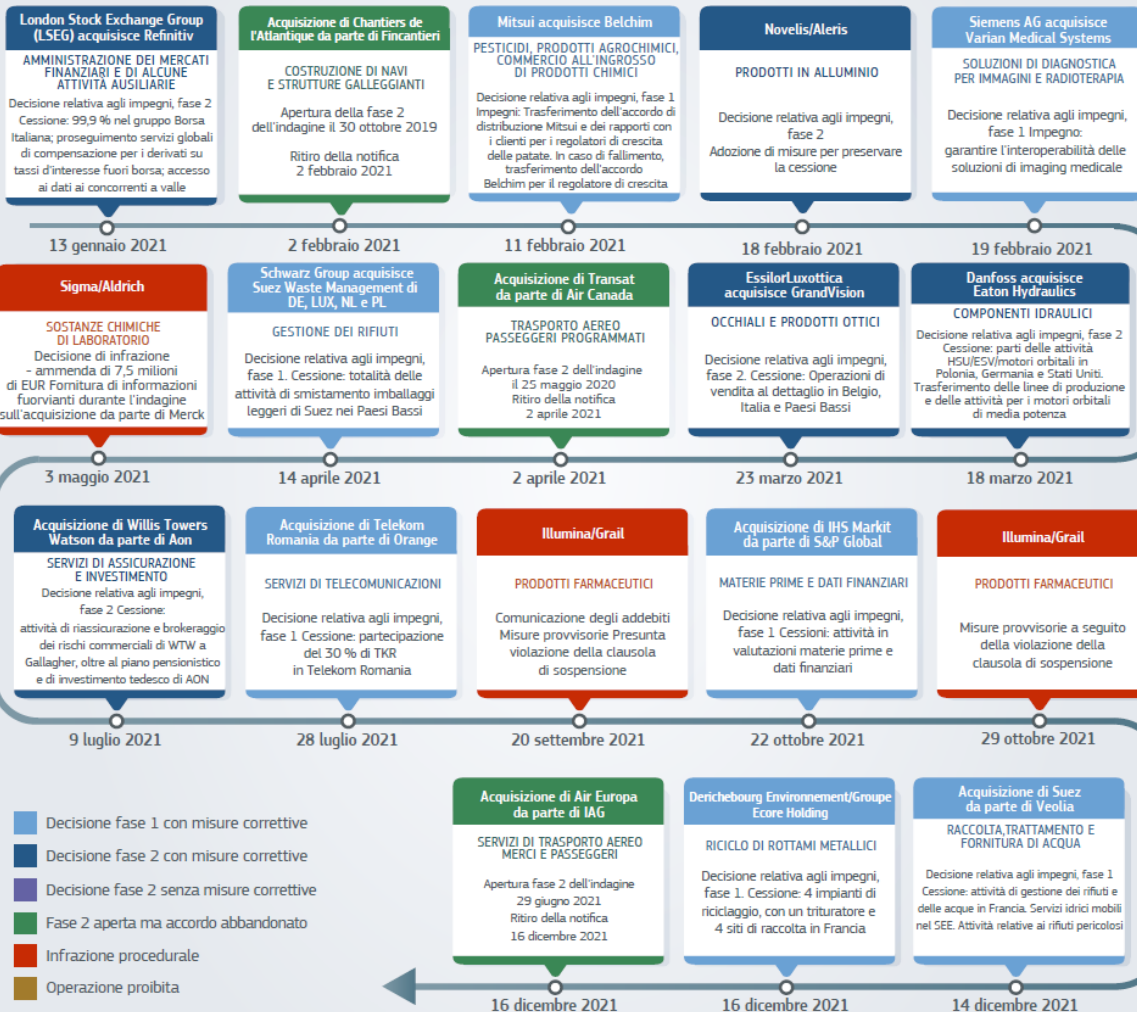 London Stock Exchange Group
(LSEG) acquisisce Refinitiv
AMMINISTRAZIONE DEI MERCATI
FINANZIARI E DI ALCUNE
ATTIVITÀ AUSILIARIE
Decisione relativa agli impegni, fase 2
Cessione: 99,9 % nel gruppo Borsa
Italiana; proseguimento servizi globali
di compensazione per i derivati su
tassi d'interesse fuori borsa; accesso
ai dati ai concorrenti a valle
13 gennaio 2021
Acquisizione di Chantiers de
l'Atlantique da parte di Fincantieri
COSTRUZIONE DI NAVI
E STRUTTURE GALLEGGIANTI
Apertura della fase 2
dell'indagine il 30 ottobre 2019
Ritiro della notifica
2 febbraio 2021
2 febbraio 2021
Mitsui acquisisce Belchim
PESTICIDI, PRODOTTI AGROCHIMICI,
COMMERCIO ALL'INGROSSO
DI PRODOTTI CHIMICI
Decisione relativa agli impegni, fase 1
Impegni: Trasferimento dell'accordo di
distribuzione Mitsui e dei rapporti con
i clienti per i regolatori di crescita
delle patate. In caso di fallimento,
trasferimento dell'accordo
Belchim per il regolatore di crescita
11 febbraio 2021
Novelis/Aleris
PRODOTTI IN ALLUMINIO
Decisione relativa agli impegni,
fase 2
Adozione di misure per preservare
la cessione
18 febbraio 2021
Siemens AG acquisisce
Varian Medical Systems
SOLUZIONI DI DIAGNOSTICA
PER IMMAGINI E RADIOTERAPIA
Decisione relativa agli impegni,
fase 1 Impegno:
garantire l'interoperabilità delle
soluzioni di imaging medicale
19 febbraio 2021
Sigma/Aldrich
SOSTANZE CHIMICHE
DI LABORATORIO
Decisione di infrazione
- ammenda di 7,5 milioni
di EUR Fornitura di informazioni
fuorvianti durante l'indagine
sull'acquisizione da parte di Merck
3 maggio 2021
Schwarz Group acquisisce
Suez Waste Management di
DE, LUX, NL e PL
GESTIONE DEI RIFIUTI
Decisione relativa agli impegni,
fase 1. Cessione: totalità delle
attività di smistamento imballaggi
leggeri di Suez nei Paesi Bassi
14 aprile 2021
Acquisizione di Transat
da parte di Air Canada
TRASPORTO AEREO
PASSEGGERI PROGRAMMATI
Apertura fase 2 dell'indagine
il 25 maggio 2020
Ritiro della notifica
2 aprile 2021
2 aprile 2021
EssilorLuxottica
acquisisce GrandVision
OCCHIALI E PRODOTTI OTTICI
Decisione relativa agli impegni,
fase 2. Cessione: Operazioni di
vendita al dettaglio in Belgio,
Italia e Paesi Bassi
23 marzo 2021
Danfoss acquisisce
Eaton Hydraulics
COMPONENTI IDRAULICI
Decisione relativa agli impegni, fase 2
Cessione: parti delle attività
HSU/ESV/motori orbitali in
Polonia, Germania e Stati Uniti.
Trasferimento delle linee di produzione
e delle attività per i motori orbitali
di media potenza
18 marzo 2021
Acquisizione di Willis Towers
Watson da parte di Aon
SERVIZI DI ASSICURAZIONE
E INVESTIMENTO
Decisione relativa agli impegni,
fase 2 Cessione:
attività di riassicurazione e brokeraggio
dei rischi commerciali di WTW a
Gallagher, oltre al piano pensionistico
e di investimento tedesco di AON
9 luglio 2021
Acquisizione di Telekom
Romania da parte di Orange
SERVIZI DI TELECOMUNICAZIONI
Decisione relativa agli impegni,
fase 1 Cessione: partecipazione
del 30 % di TKR
in Telekom Romania
28 luglio 2021
Illumina/Grail
PRODOTTI FARMACEUTICI
Comunicazione degli addebiti
Misure provvisorie Presunta
violazione della clausola
di sospensione
20 settembre 2021
Acquisizione di IHS Markit
da parte di S&P Global
MATERIE PRIME E DATI FINANZIARI
Decisione relativa agli impegni,
fase 1 Cessioni: attività in
valutazioni materie prime e
dati finanziari
22 ottobre 2021
Illumina/Grail
PRODOTTI FARMACEUTICI
Misure provvisorie a seguito
della violazione della
clausola di sospensione
29 ottobre 2021
Decisione fase 1 con misure correttive
Decisione fase 2 con misure correttive
Decisione fase 2 senza misure correttive
Fase 2 aperta ma accordo abbandonato
Infrazione procedurale
Operazione proibita
Acquisizione di Air Europa
da parte di IAG
SERVIZI DI TRASPORTO AEREO
MERCI E PASSEGGERI
Apertura fase 2 dell'indagine
29 giugno 2021
Ritiro della notifica
16 dicembre 2021
16 dicembre 2021
Derichebourg Environnement/Groupe
Ecore Holding
RICICLO DI ROTTAMI METALLICI
Decisione relativa agli impegni,
fase 1. Cessione: 4 impianti di
riciclaggio, con un trituratore e
4 siti di raccolta in Francia
16 dicembre 2021
Acquisizione di Suez
da parte di Veolia
RACCOLTA,TRATTAMENTO E
FORNITURA DI ACQUA
Decisione relativa agli impegni, fase 1
Cessione: attività di gestione dei rifiuti e
delle acque in Francia. Servizi idrici mobili
nel SEE. Attività relative ai rifiuti pericolosi
14 dicembre 2021